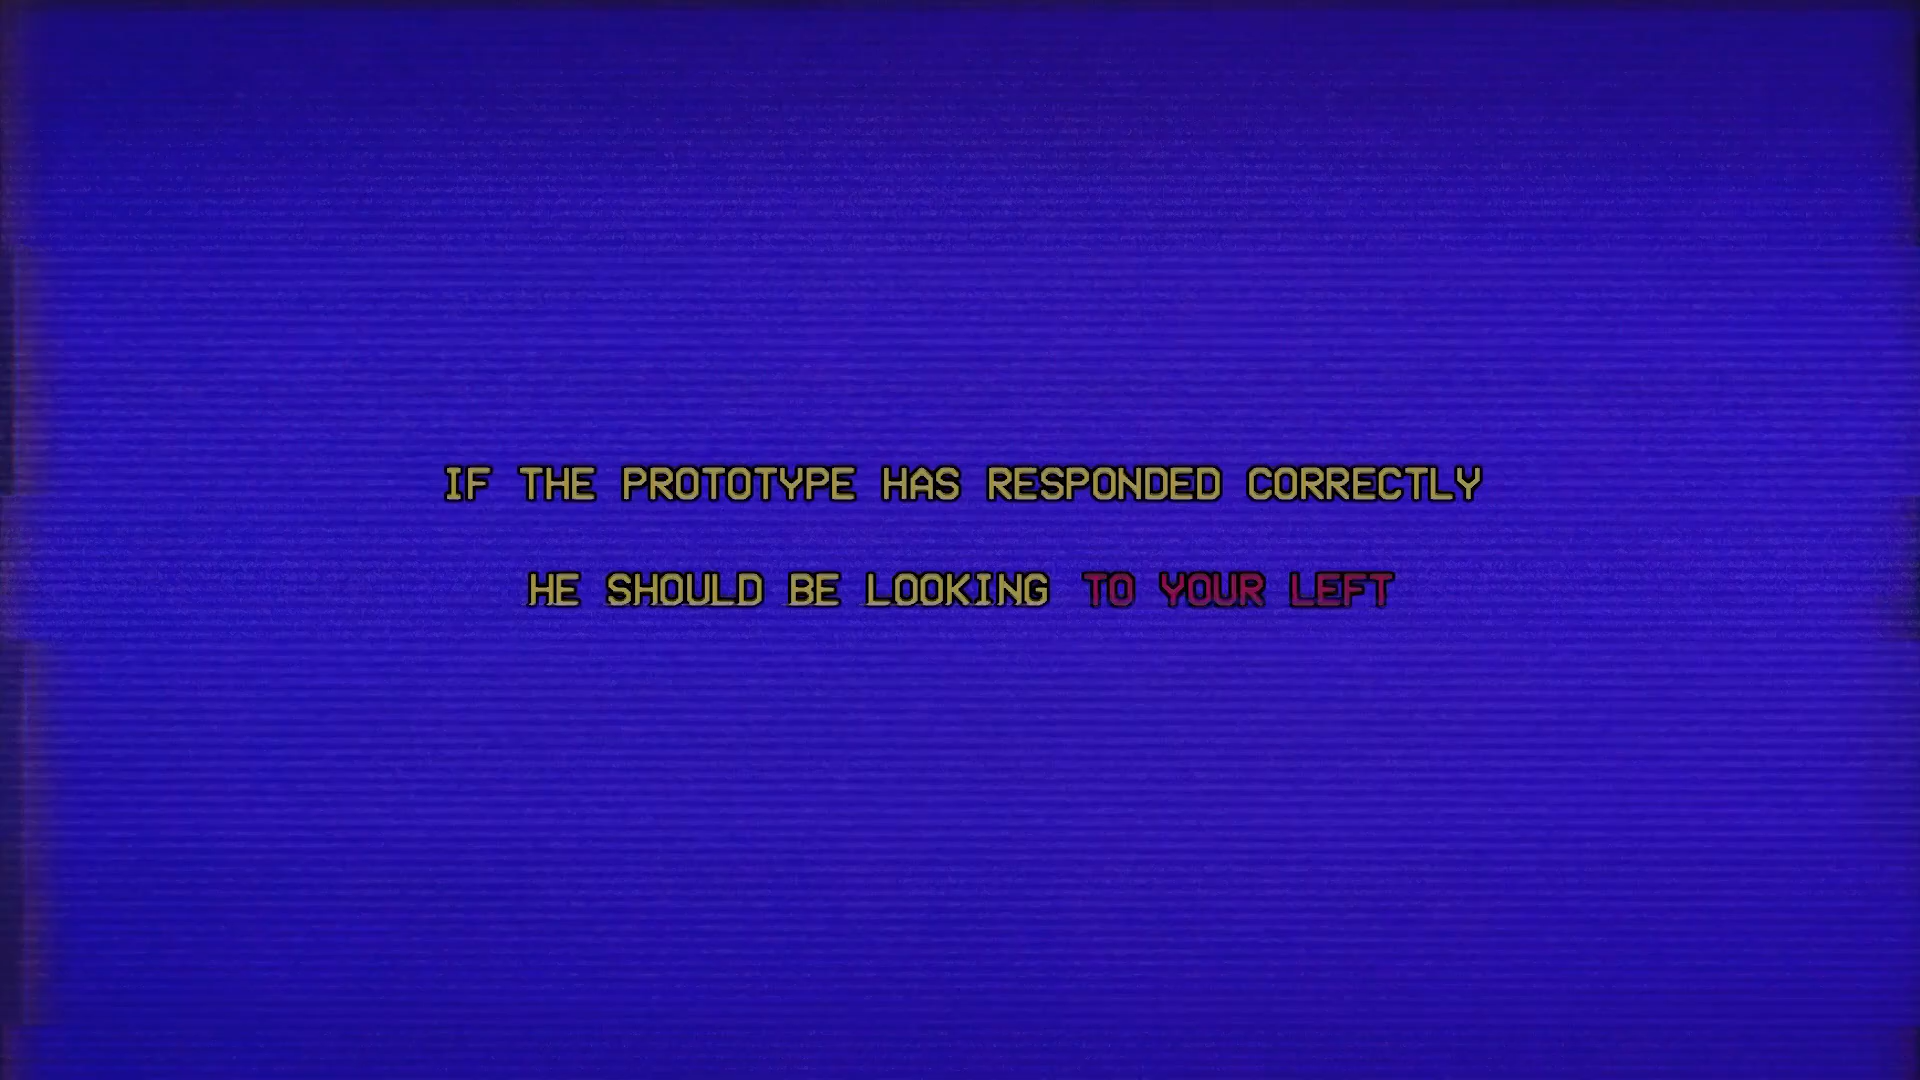 IF THE PROTOTYPE HAS RESPONDED CORRECTLY
HE SHOULD BE LOOKING TO YOUR LEFT